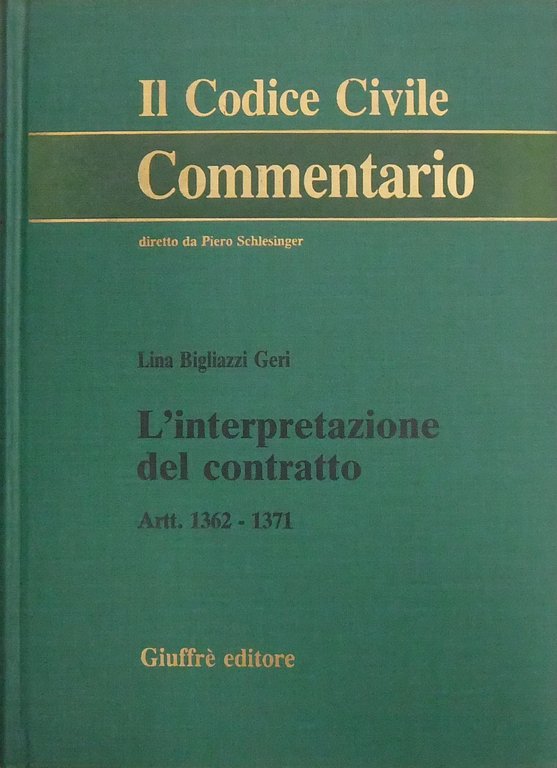 Il Codice Civile
Commentario
diretto da Piero Schlesinger
Lina Bigliazzi Geri
L'interpretazione
del contratto
Artt. 1362 - 1371
Giuffrè editore